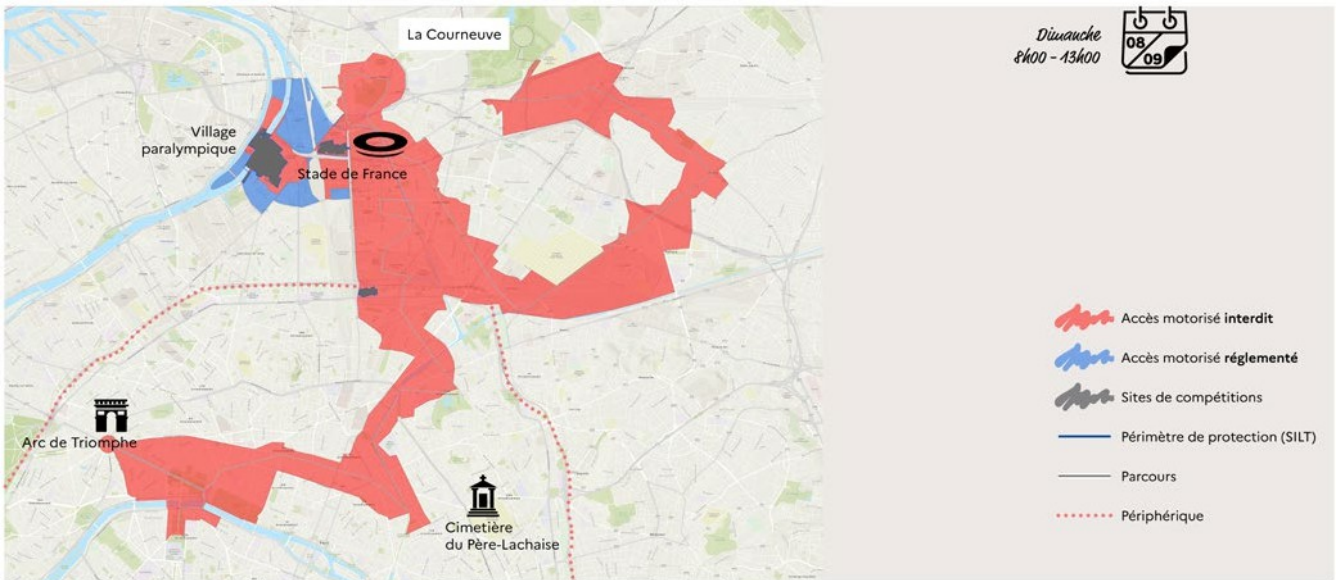 La Courneuve
Dimanche
8h00 - 13h00
08
09
Village
paralympique
Stade de France
Arc de Triomphe
Cimetière
du Père-Lachaise
Accès motorisé interdit
Accès motorisé réglementé
Sites de compétitions
Périmètre de protection (SILT)
Parcours
Périphérique